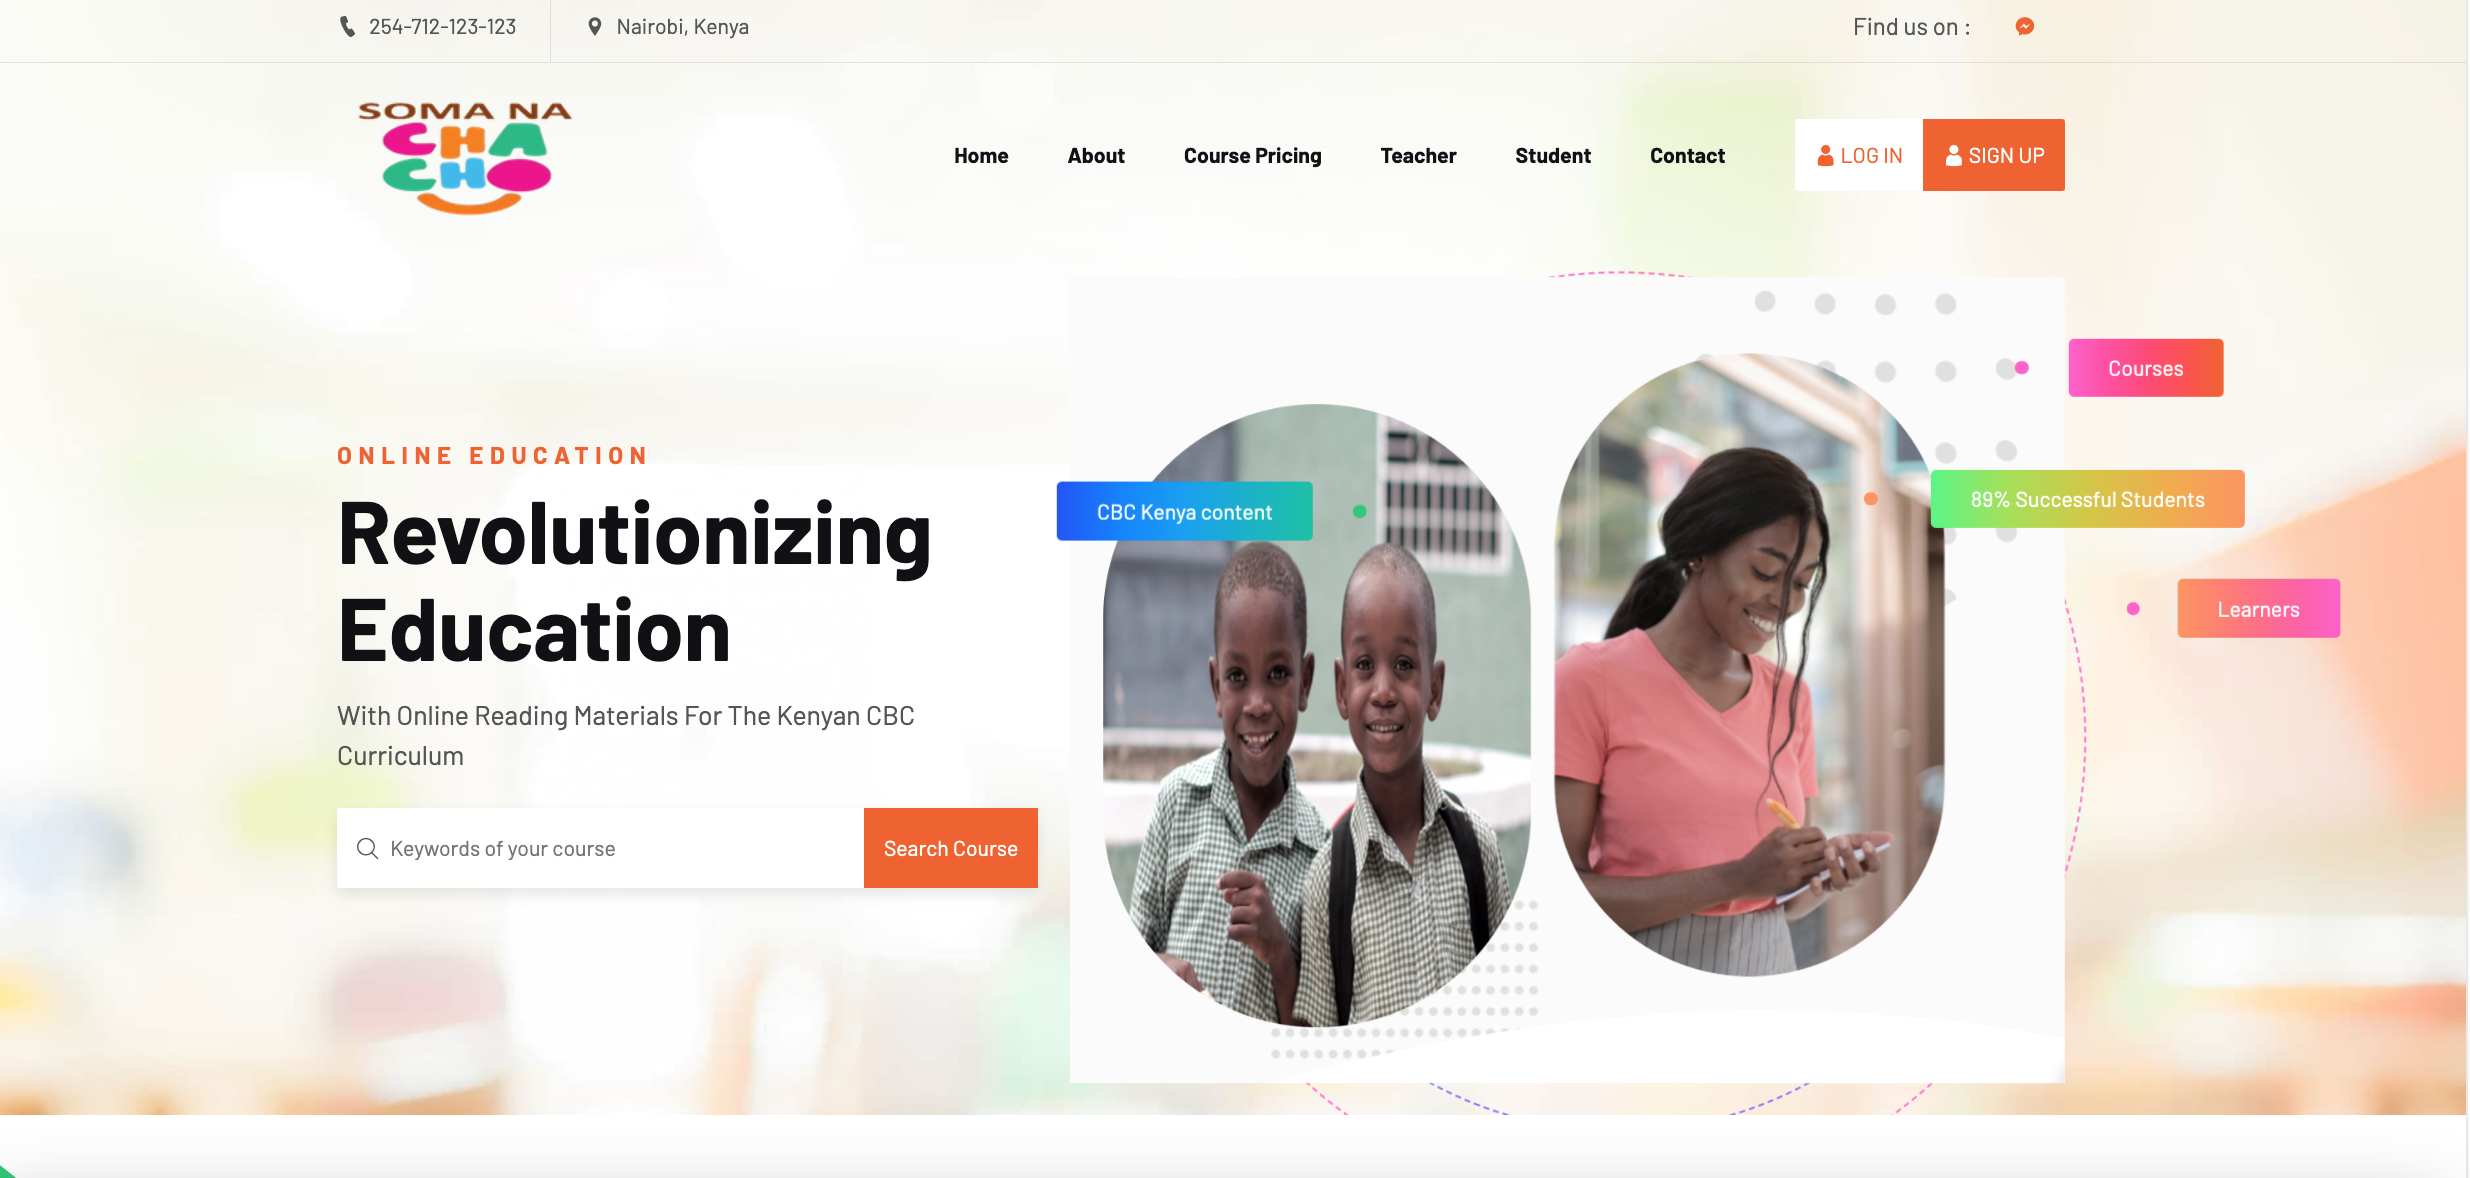 254-712-123-123
Nairobi, Kenya
Find us on :
SOMA NA
CHA
CHO
Home
About
Course Pricing
Teacher
Student
Contact
LOG IN
SIGN UP
Courses
ONLINE EDUCATION
Revolutionizing
Education
CBC Kenya content
89% Successful Students
Learners
With Online Reading Materials For The Kenyan CBC
Curriculum
Keywords of your course
Search Course